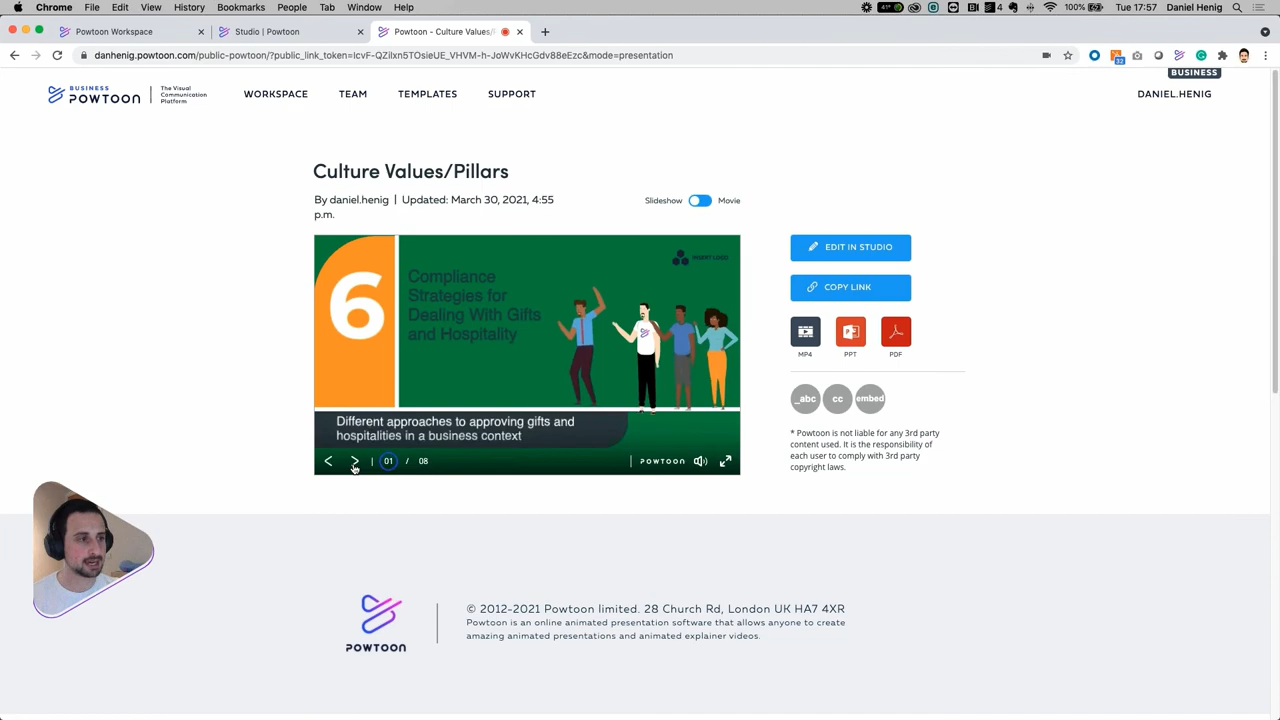 Chrome File Edit View History Bookmarks People Tab Window Help
41° 4 100% Tue 17:57 Daniel Henig
Powtoon Workspace
Studio | Powtoon
Powtoon - Culture Values/
danhenig.powtoon.com/public-powtoon/?public_link_token=IcvF-QZiIxn5TOsieUE_VHVM-h-JoWvKHcGdv88eEzc&mode=presentation
32
BUSINESS
BUSINESS
POWTOON
The Visual
Communication
Platform
WORKSPACE TEAM TEMPLATES SUPPORT
DANIEL.HENIG
Culture Values/Pillars
By daniel.henig | Updated: March 30, 2021, 4:55
p.m.
Slideshow Movie
6
Compliance
Strategies for
Dealing With Gifts
and Hospitality
INSERT LOGO
Different approaches to approving gifts and
hospitalities in a business context
| 01 / 08
| POWTOON
EDIT IN STUDIO
COPY LINK
MP4 PPT PDF
_abc cc embed
* Powtoon is not liable for any 3rd party
content used. It is the responsibility of
each user to comply with 3rd party
copyright laws.
POWTOON
© 2012-2021 Powtoon limited. 28 Church Rd, London UK HA7 4XR
Powtoon is an online animated presentation software that allows anyone to create
amazing animated presentations and animated explainer videos.